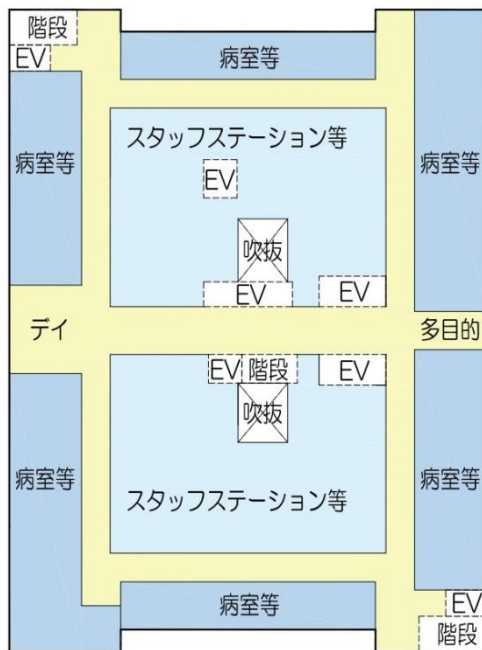 階段
EV
病室等
病室等
スタッフステーション等
病室等
EV
吹抜
EV
EV
デイ
多目的
EV
階段
EV
吹抜
病室等
スタッフステーション等
病室等
病室等
EV
階段